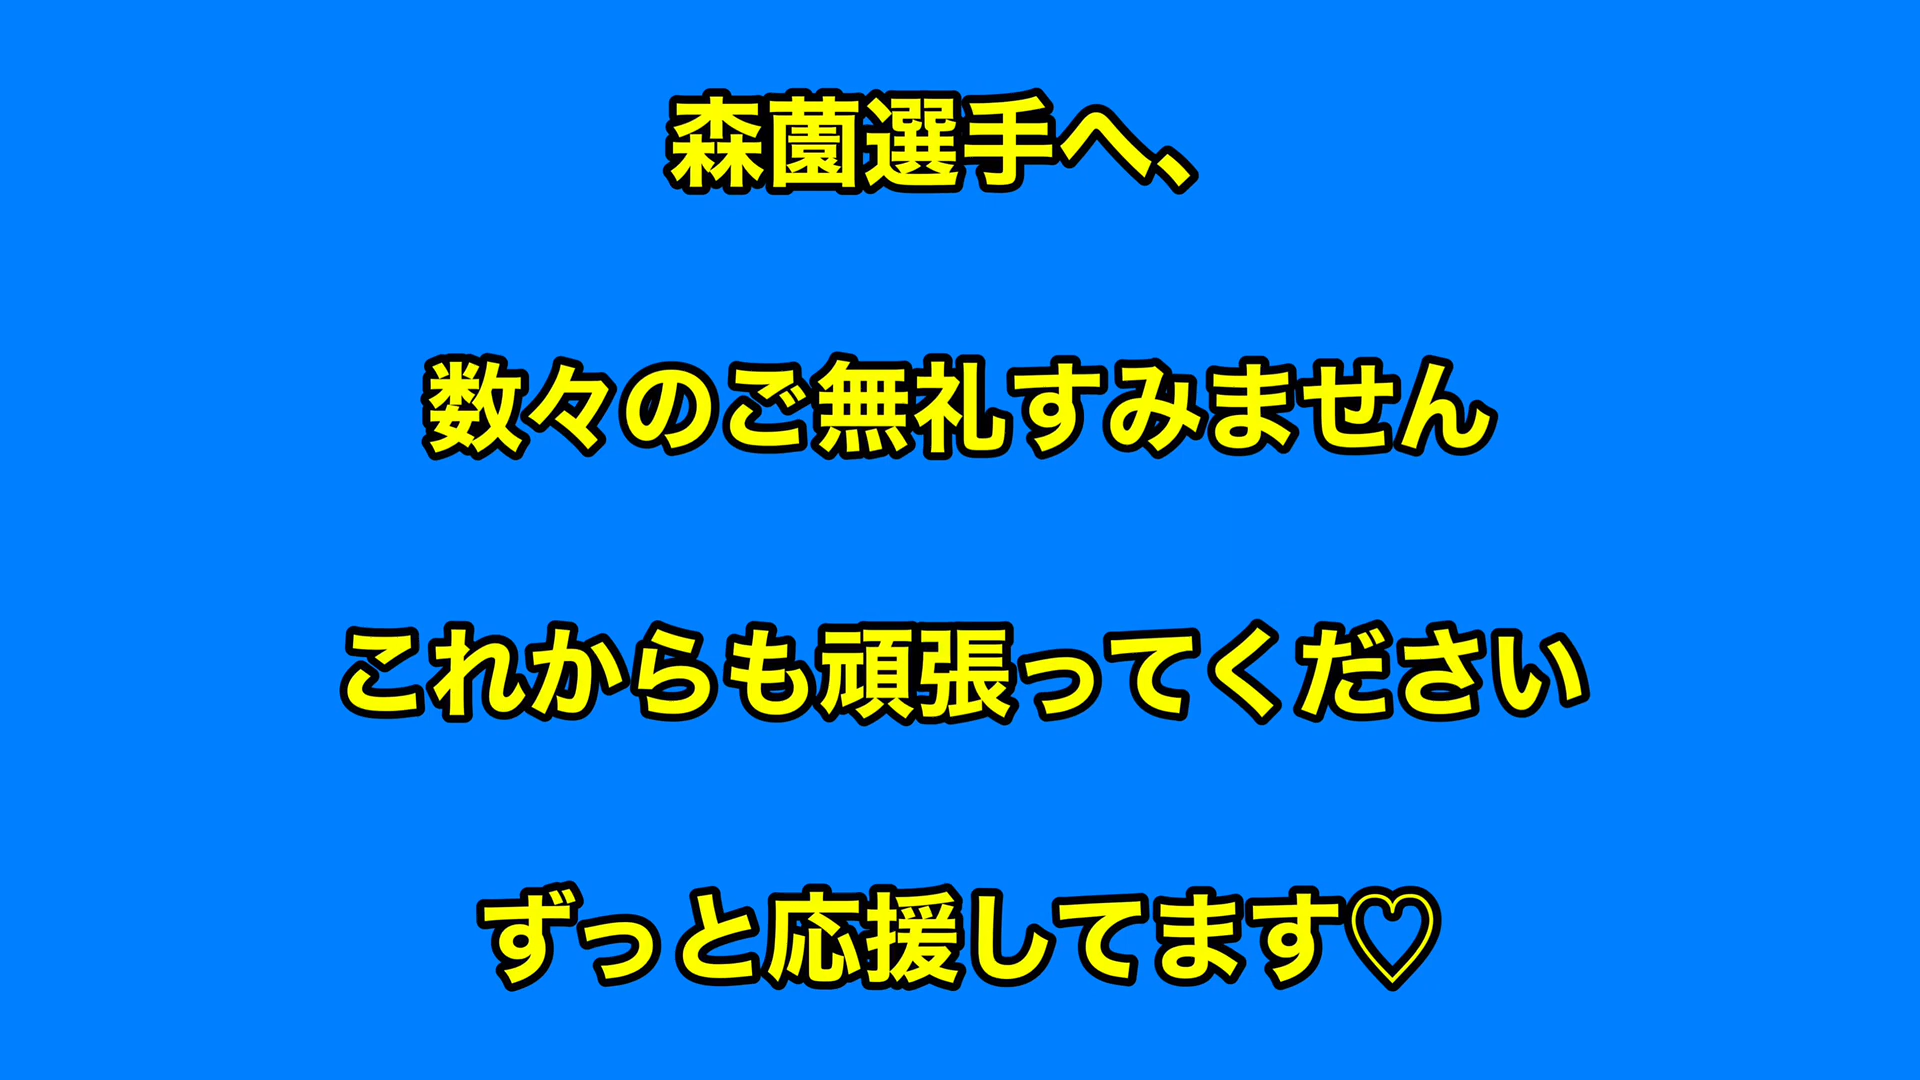 森薗選手へ、
数々のご無礼すみません
これからも頑張ってください
ずっと応援してます♡